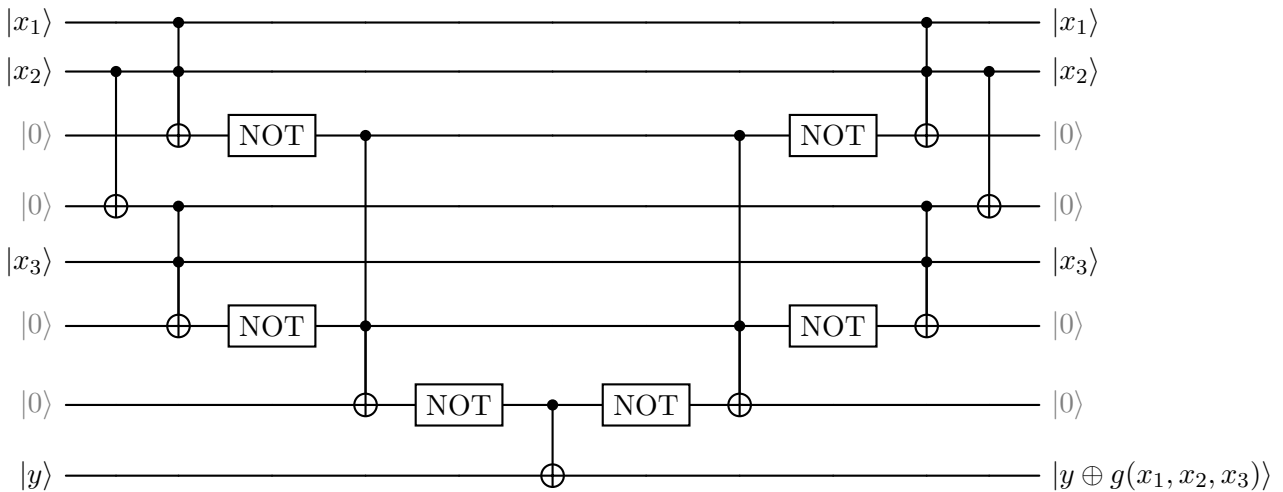 |x₁⟩ |x₁⟩
|x₂⟩ |x₂⟩
|0⟩ NOT NOT |0⟩
|0⟩ |0⟩
|x₃⟩ |x₃⟩
|0⟩ NOT NOT |0⟩
|0⟩ NOT NOT |0⟩
|y⟩ |y ⊕ g(x₁, x₂, x₃)⟩